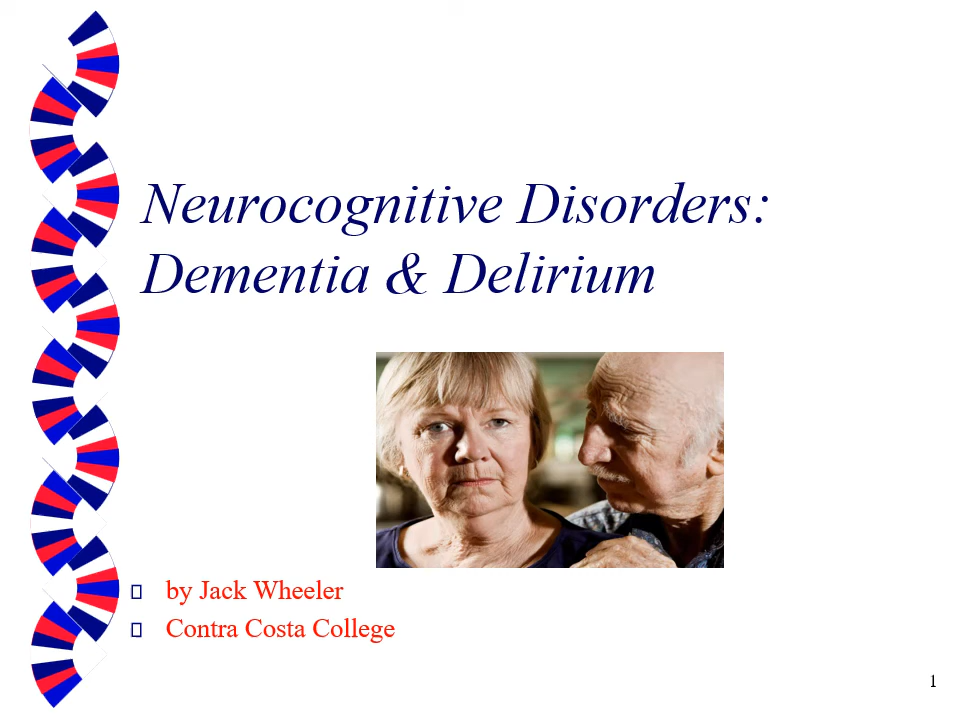 Neurocognitive Disorders:
Dementia & Delirium
by Jack Wheeler
Contra Costa College
1